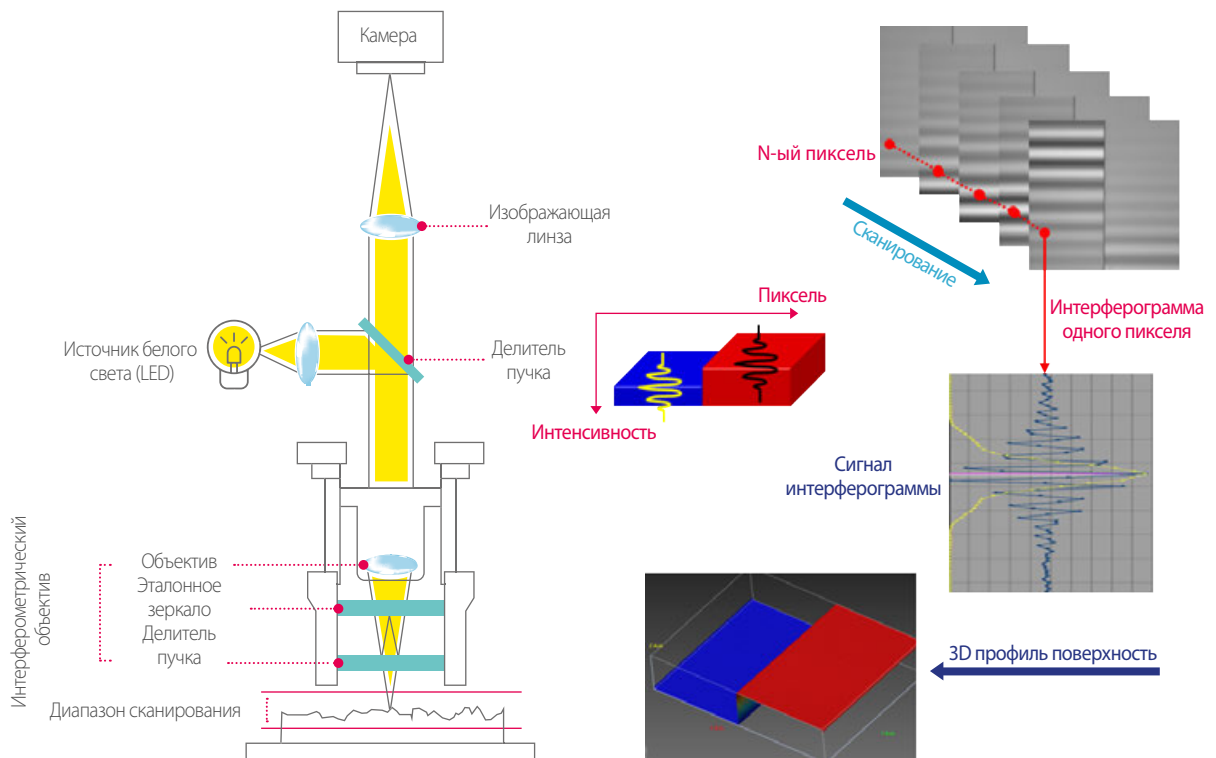 Камера
Изображающая
линза
Источник белого
света (LED)
Делитель
пучка
Интерферометрический
объектив
Объектив
Эталонное
зеркало
Делитель
пучка
Диапазон сканирования
N-ый пиксель
Сканирование
Пиксель
Интенсивность
Интерферограмма
одного пикселя
Сигнал
интерферограммы
3D профиль поверхность